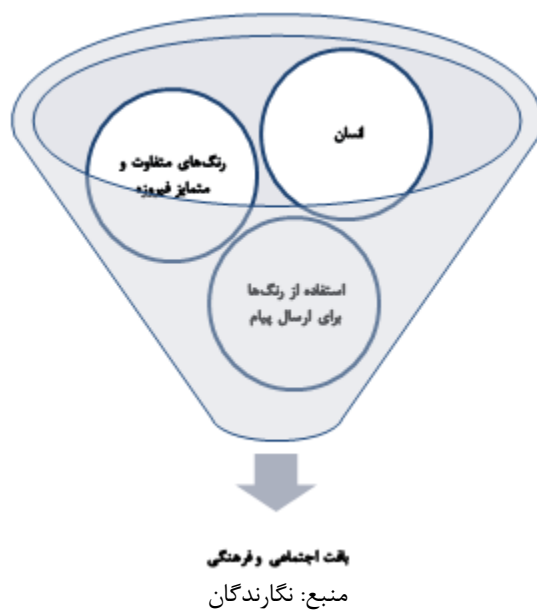 انسان
رنگ‌های متفاوت و
متمایز فیروزه
استفاده از رنگ‌ها
برای ارسال پیام
بافت اجتماعی و فرهنگی
منبع: نگارندگان